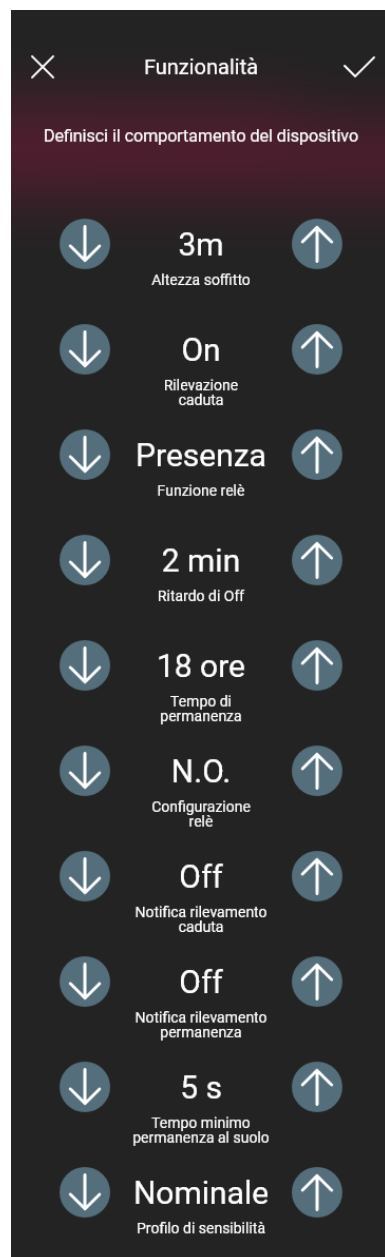 Funzionalità
Definisci il comportamento del dispositivo
3m
Altezza soffitto
On
Rilevazione
caduta
Presenza
Funzione relè
2 min
Ritardo di Off
18 ore
Tempo di
permanenza
N.O.
Configurazione
relè
Off
Notifica rilevamento
caduta
Off
Notifica rilevamento
permanenza
5 s
Tempo minimo
permanenza al suolo
Nominale
Profilo di sensibilità